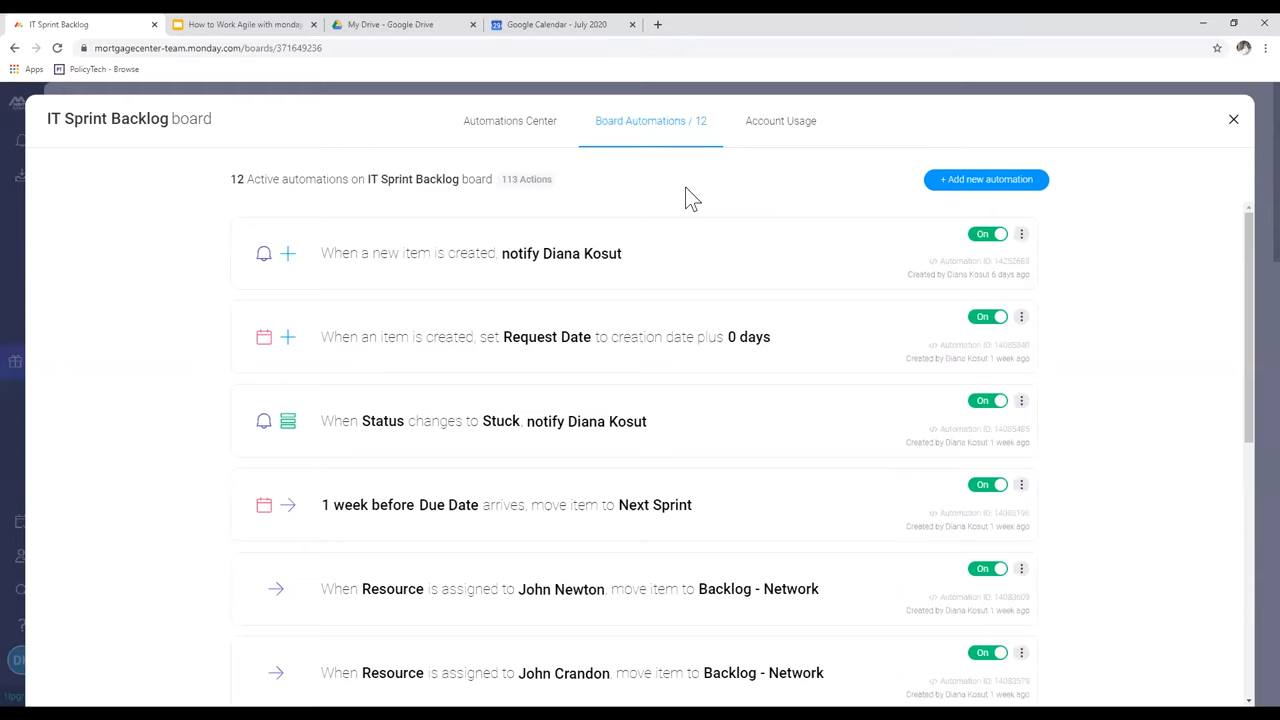 IT Sprint Backlog
How to Work Agile with monda
My Drive - Google Drive
Google Calendar - July 2020
mortgagecenter-team.monday.com/boards/371649236
Apps
PolicyTech - Browse
IT Sprint Backlog board
Automations Center
Board Automations / 12
Account Usage
12 Active automations on IT Sprint Backlog board
113 Actions
+ Add new automation
When a new item is created, notify Diana Kosut
On
Created by Diana Kosut 6 days ago
When an item is created, set Request Date to creation date plus 0 days
On
Created by Diana Kosut 1 week ago
When Status changes to Stuck, notify Diana Kosut
On
Created by Diana Kosut 1 week ago
1 week before Due Date arrives, move item to Next Sprint
On
Created by Diana Kosut 1 week ago
When Resource is assigned to John Newton, move item to Backlog - Network
On
Created by Diana Kosut 1 week ago
When Resource is assigned to John Crandon, move item to Backlog - Network
On
Created by Diana Kosut 1 week ago